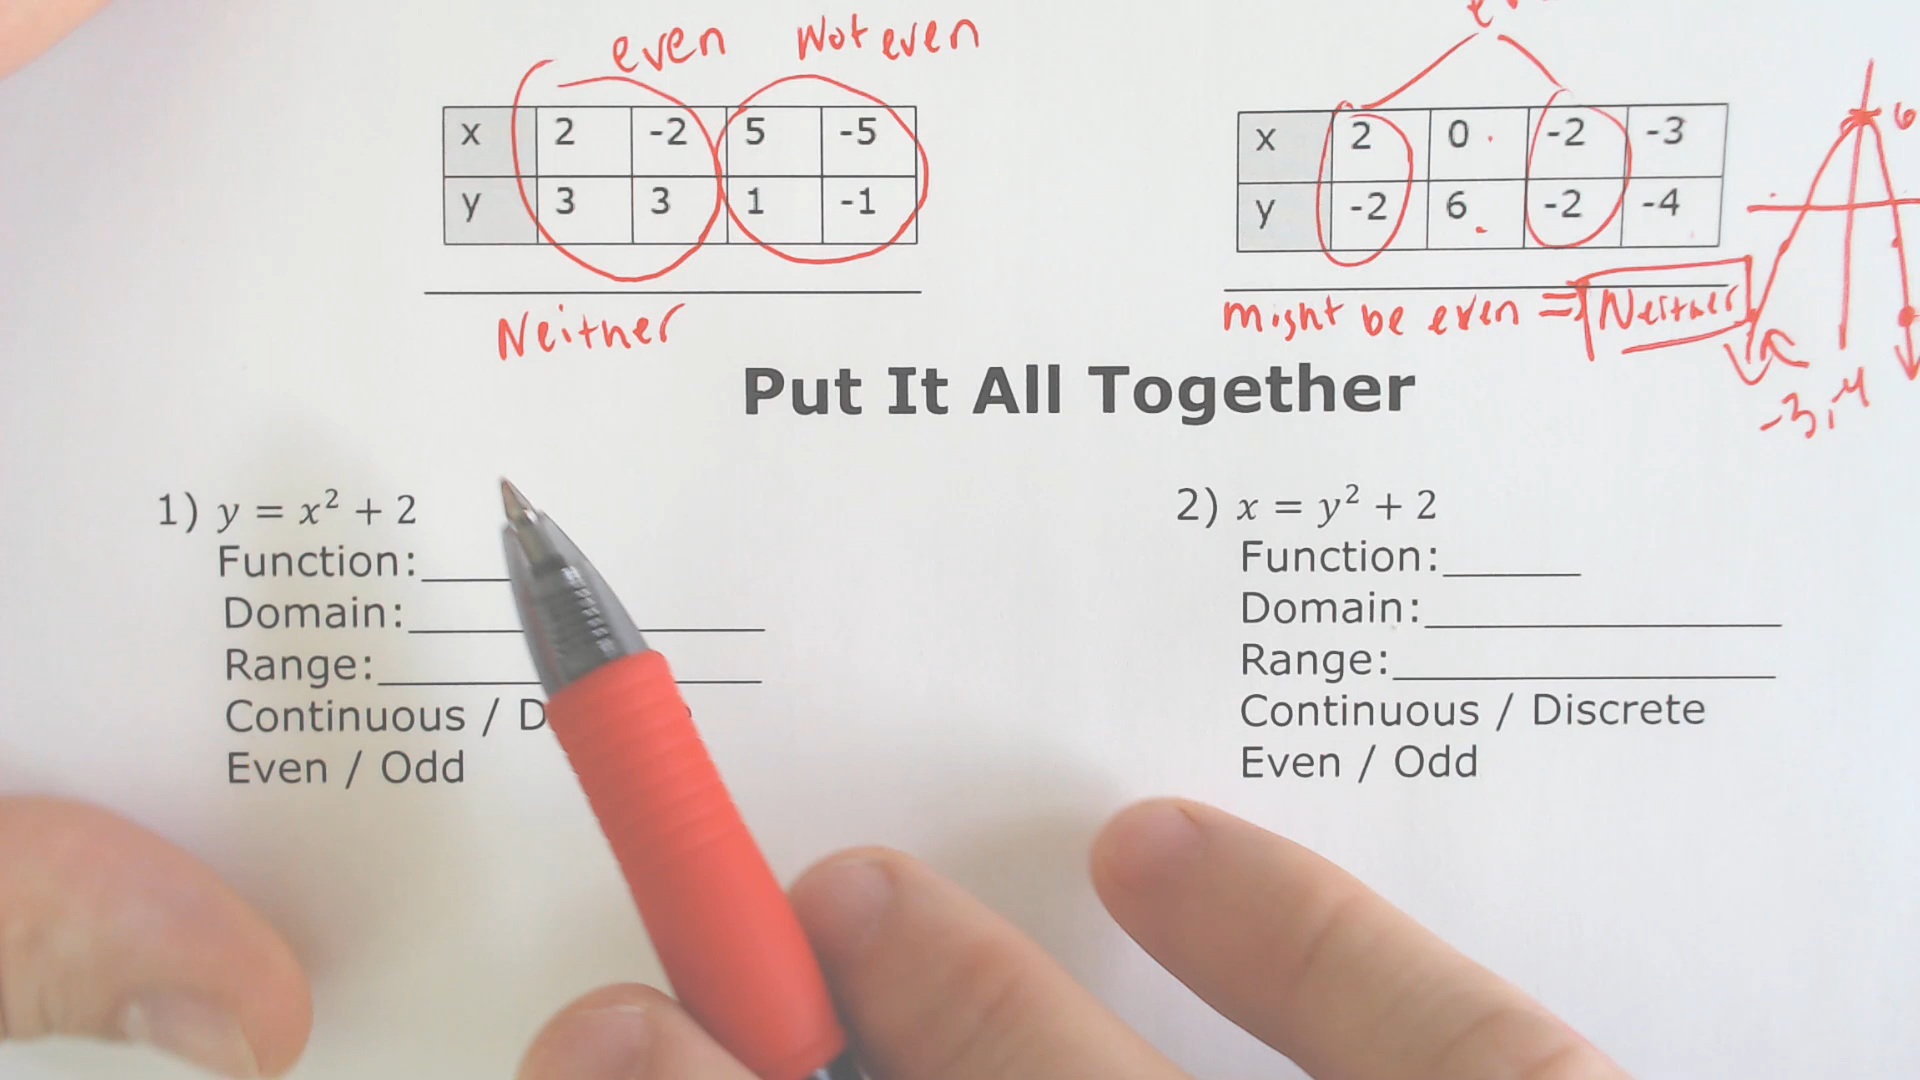 even Not even
x 2 -2 5 -5
y 3 3 1 -1
Neither
x 2 0 -2 -3
y -2 6 -2 -4
6
might be even => Neither
-3,-4
Put It All Together
1) y = x² + 2
Function:
Domain:
Range:
Continuous / D
Even / Odd
2) x = y² + 2
Function:
Domain:
Range:
Continuous / Discrete
Even / Odd